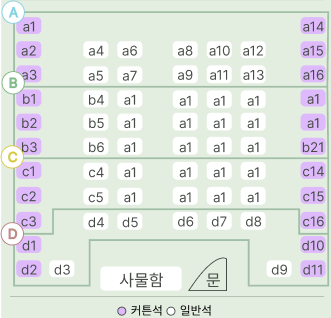 A
a1 a14
a2 a4 a6 a8 a10 a12 a15
a3 a5 a7 a9 a11 a13 a16
B
b1 b4 a1 a1 a1 a1 a1
b2 b5 a1 a1 a1 a1 a1
b3 b6 a1 a1 a1 a1 b21
C
c1 c4 a1 a1 a1 a1 c14
c2 c5 a1 a1 a1 a1 c15
c3 d4 d5 d6 d7 d8 c16
D
d1 d10
d2 d3 사물함 문 d9 d11
커튼석 일반석